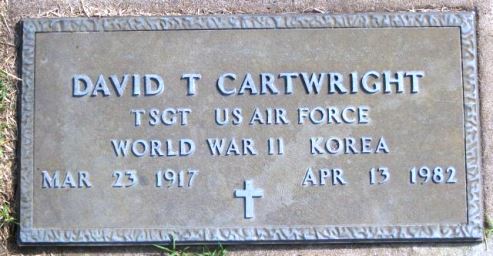 DAVID T CARTWRIGHT
TSGT US AIR FORCE
WORLD WAR II KOREA
MAR 23 1917 APR 13 1982